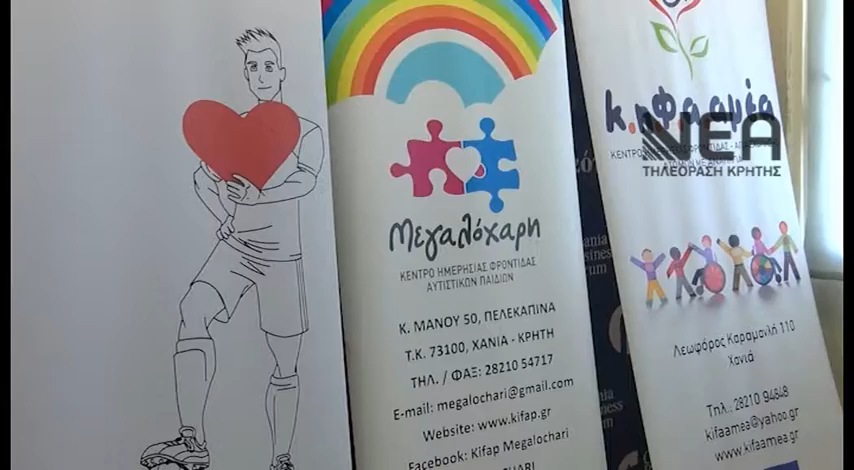 Μεγαλόχαρη
ΚΕΝΤΡΟ ΗΜΕΡΗΣΙΑΣ ΦΡΟΝΤΙΔΑΣ
ΑΥΤΙΣΤΙΚΩΝ ΠΑΙΔΙΩΝ
Κ. ΜΑΝΟΥ 50, ΠΕΛΕΚΑΠΙΝΑ
Τ.Κ. 73100, ΧΑΝΙΑ - ΚΡΗΤΗ
ΤΗΛ. / ΦΑΞ: 28210 54717
E-mail: megalochari@gmail.com
Website: www.kifap.gr
Facebook: Kifap Megalochari
κ.ηφ.ααμέα
ΝΕΑ
ΤΗΛΕΟΡΑΣΗ ΚΡΗΤΗΣ
Λεωφόρος Καραμανλή 110
Χανιά
Τηλ.: 28210 94848
kifaamea@yahoo.gr
www.kifaamea.gr